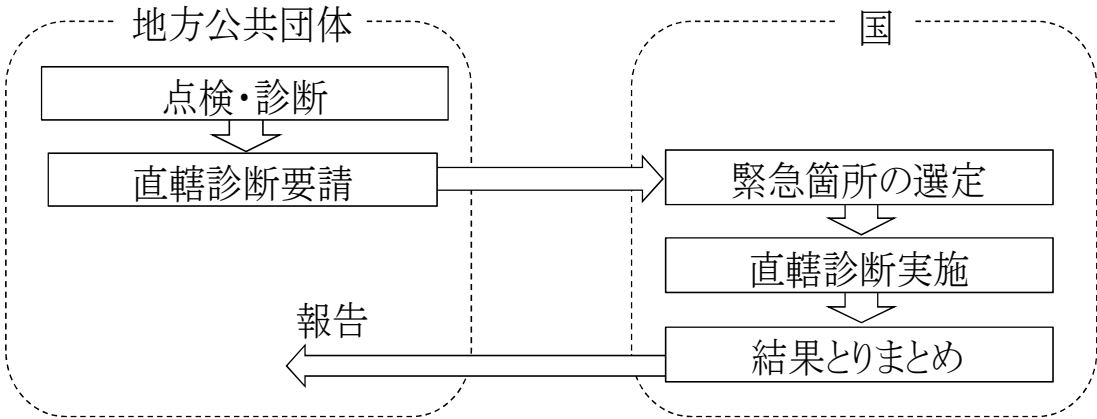 地方公共団体
国
点検・診断
直轄診断要請
緊急箇所の選定
直轄診断実施
結果とりまとめ
報告